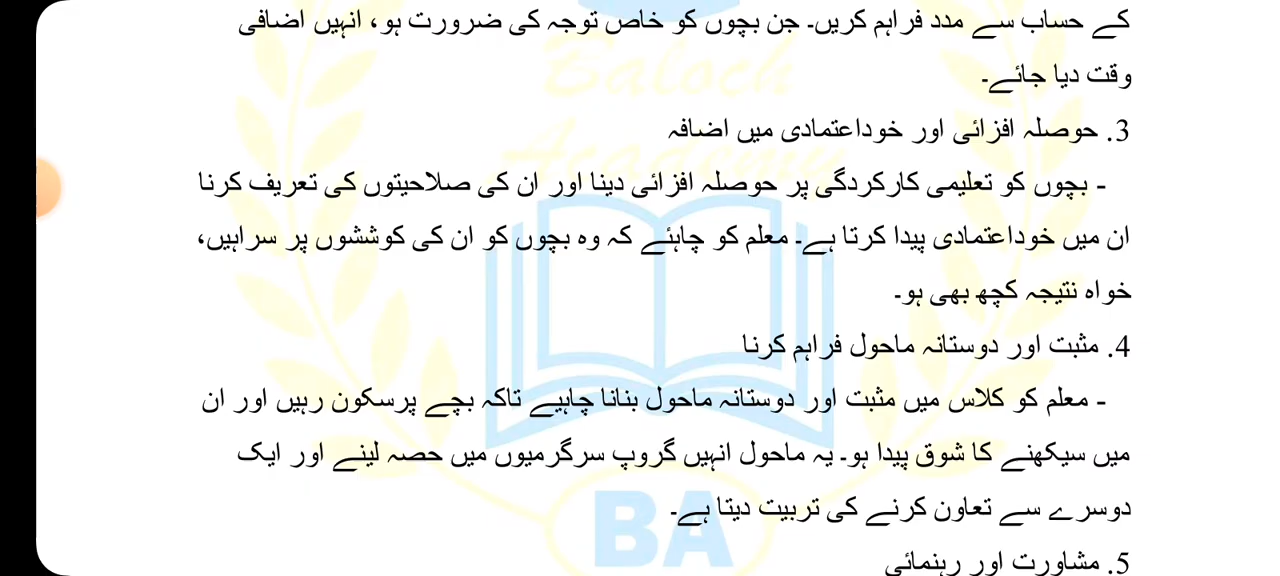 کے حساب سے مدد فراہم کریں۔ جن بچوں کو خاص توجہ کی ضرورت ہو، انہیں اضافی
وقت دیا جائے۔
3. حوصلہ افزائی اور خوداعتمادی میں اضافہ
- بچوں کو تعلیمی کارکردگی پر حوصلہ افزائی دینا اور ان کی صلاحیتوں کی تعریف کرنا
ان میں خوداعتمادی پیدا کرتا ہے۔ معلم کو چاہئے کہ وہ بچوں کو ان کی کوششوں پر سراہیں،
خواہ نتیجہ کچھ بھی ہو۔
4. مثبت اور دوستانہ ماحول فراہم کرنا
- معلم کو کلاس میں مثبت اور دوستانہ ماحول بنانا چاہیے تاکہ بچے پرسکون رہیں اور ان
میں سیکھنے کا شوق پیدا ہو۔ یہ ماحول انہیں گروپ سرگرمیوں میں حصہ لینے اور ایک
دوسرے سے تعاون کرنے کی تربیت دیتا ہے۔
5. مشاورت اور رہنمائی
Baloch
Academy
BA